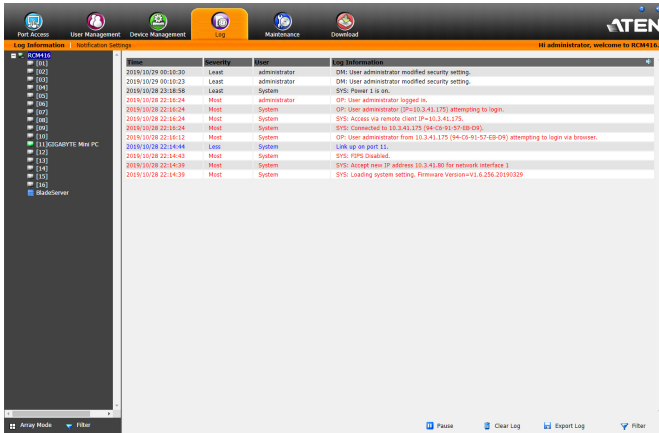 ATEN
Port Access User Management Device Management Log Maintenance Download
Log Information Notification Settings Hi administrator, welcome to RCM416.
RCM416
[01]
[02]
[03]
[04]
[05]
[06]
[07]
[08]
[09]
[10]
[11]GIGABYTE Mini PC
[12]
[13]
[14]
[15]
[16]
BladeServer
Time Severity User Log Information
2019/10/29 00:10:30 Least administrator DM: User administrator modified security setting.
2019/10/29 00:10:23 Least administrator DM: User administrator modified security setting.
2019/10/28 23:18:58 Least System SYS: Power 1 is on.
2019/10/28 22:16:24 Most administrator OP: User administrator logged in.
2019/10/28 22:16:24 Most System OP: User administrator (IP=10.3.41.175) attempting to login.
2019/10/28 22:16:24 Most System SYS: Access via remote client IP=10.3.41.175,
2019/10/28 22:16:24 Most System SYS: Connected to 10.3.41.175 (94-C6-91-57-EB-D9).
2019/10/28 22:16:12 Most System OP: User administrator from 10.3.41.175 (94-C6-91-57-EB-D9) attempting to login via browser.
2019/10/28 22:14:44 Less System Link up on port 11.
2019/10/28 22:14:43 Most System SYS: FIPS Disabled.
2019/10/28 22:14:39 Most System SYS: Accept new IP address 10.3.41.80 for network interface 1
2019/10/28 22:14:39 Most System SYS: Loading system setting. Firmware Version=V1.6.256.20190329
Array Mode Filter Pause Clear Log Export Log Filter